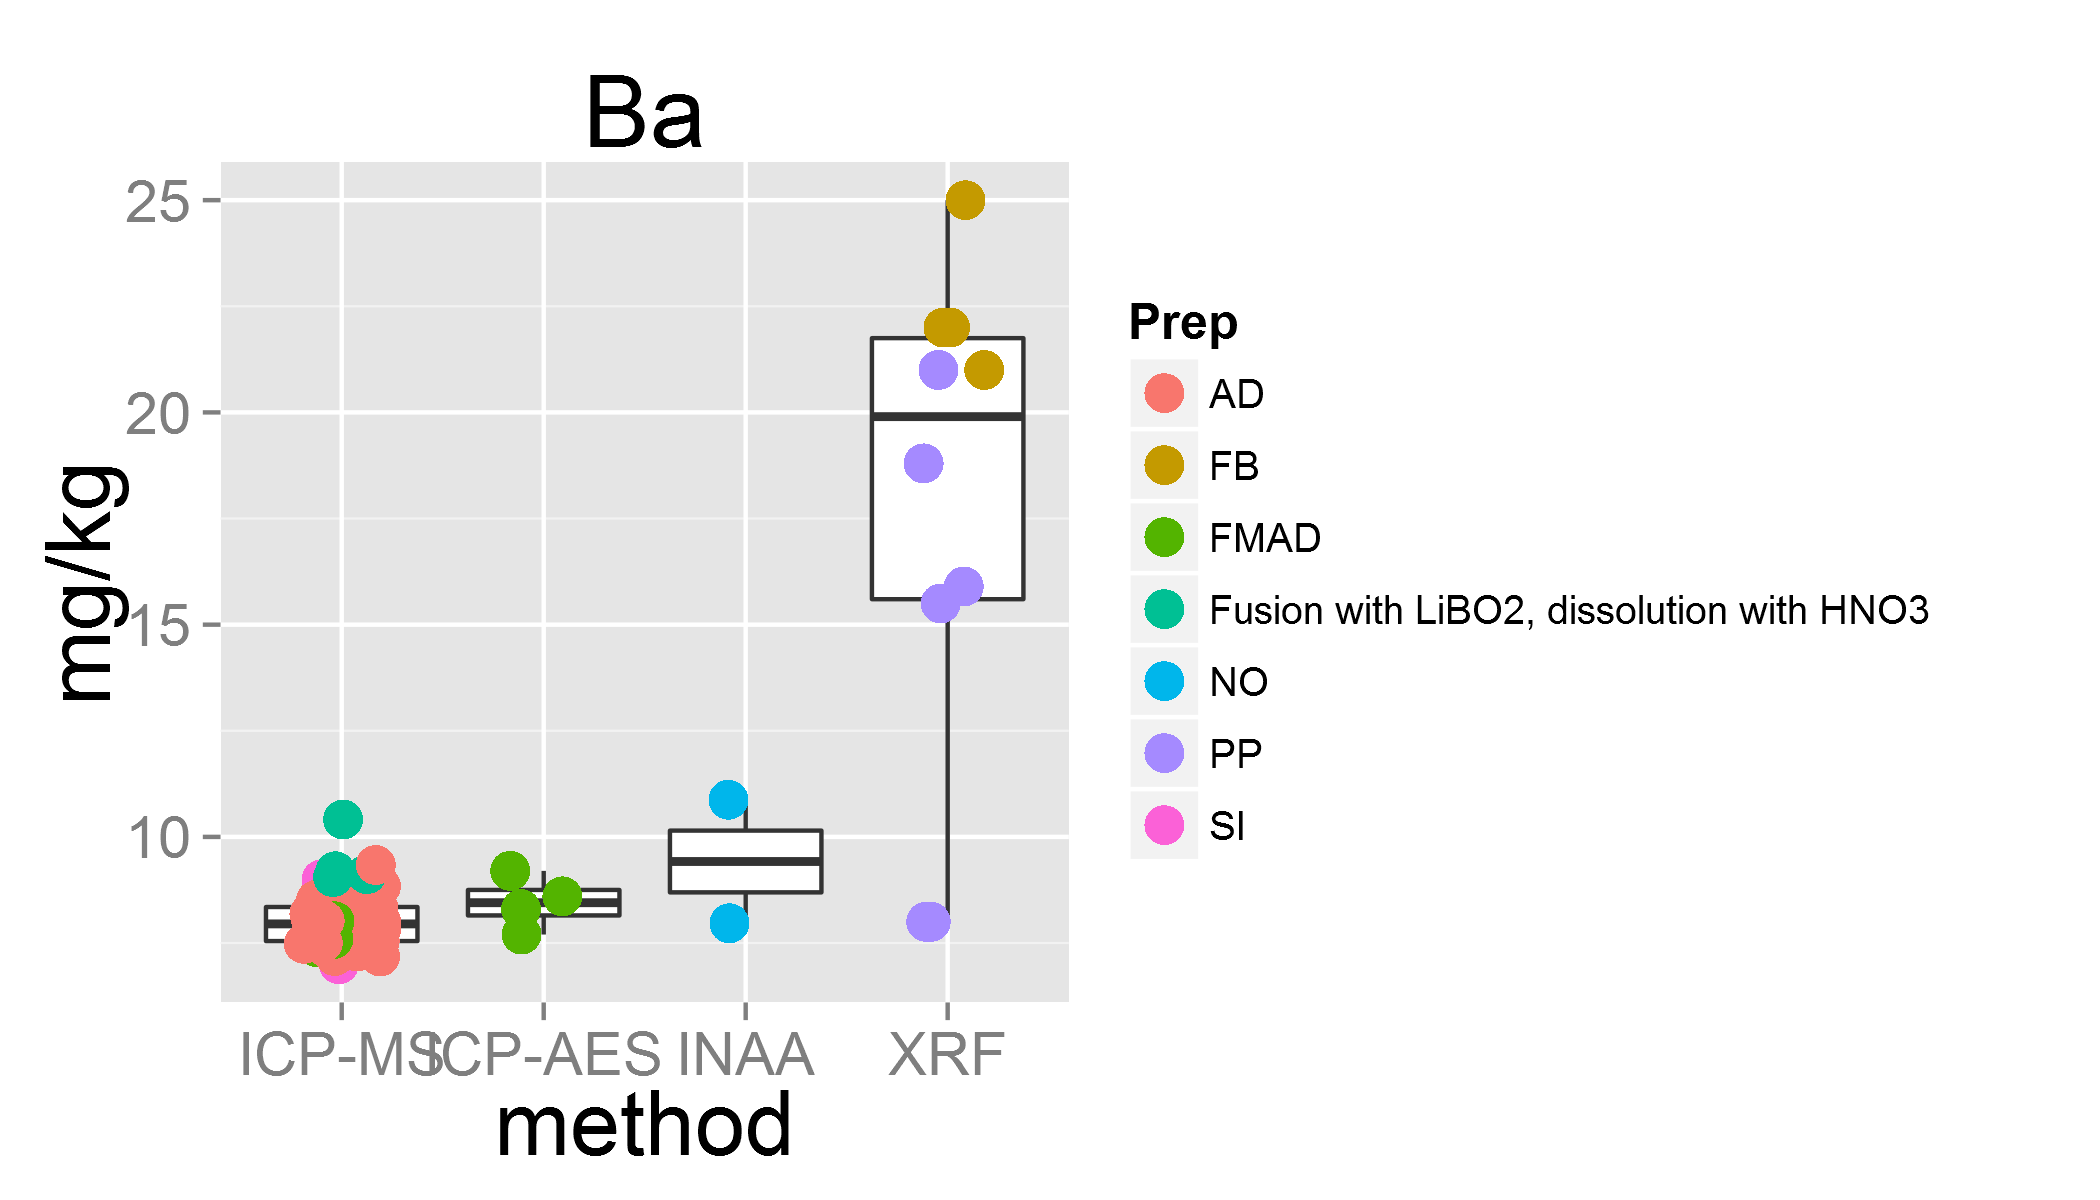 Ba
mg/kg
25
20
15
10
ICP-MS
ICP-AES
INAA
XRF
method
Prep
AD
FB
FMAD
Fusion with LiBO2, dissolution with HNO3
NO
PP
SI